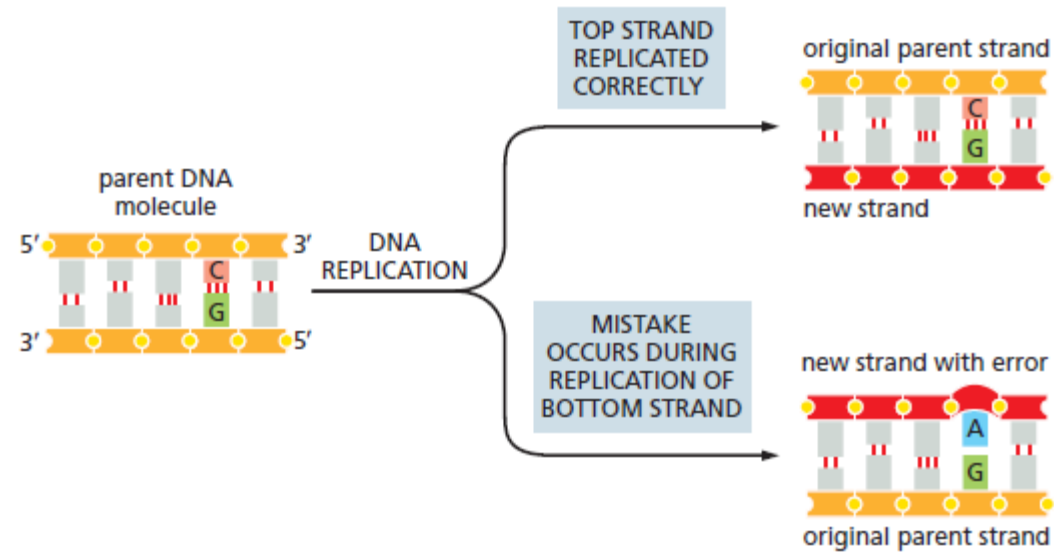 TOP STRAND
REPLICATED
CORRECTLY
original parent strand
C
G
new strand
parent DNA
molecule
5′
3′
C
G
3′
5′
DNA
REPLICATION
MISTAKE
OCCURS DURING
REPLICATION OF
BOTTOM STRAND
new strand with error
A
G
original parent strand